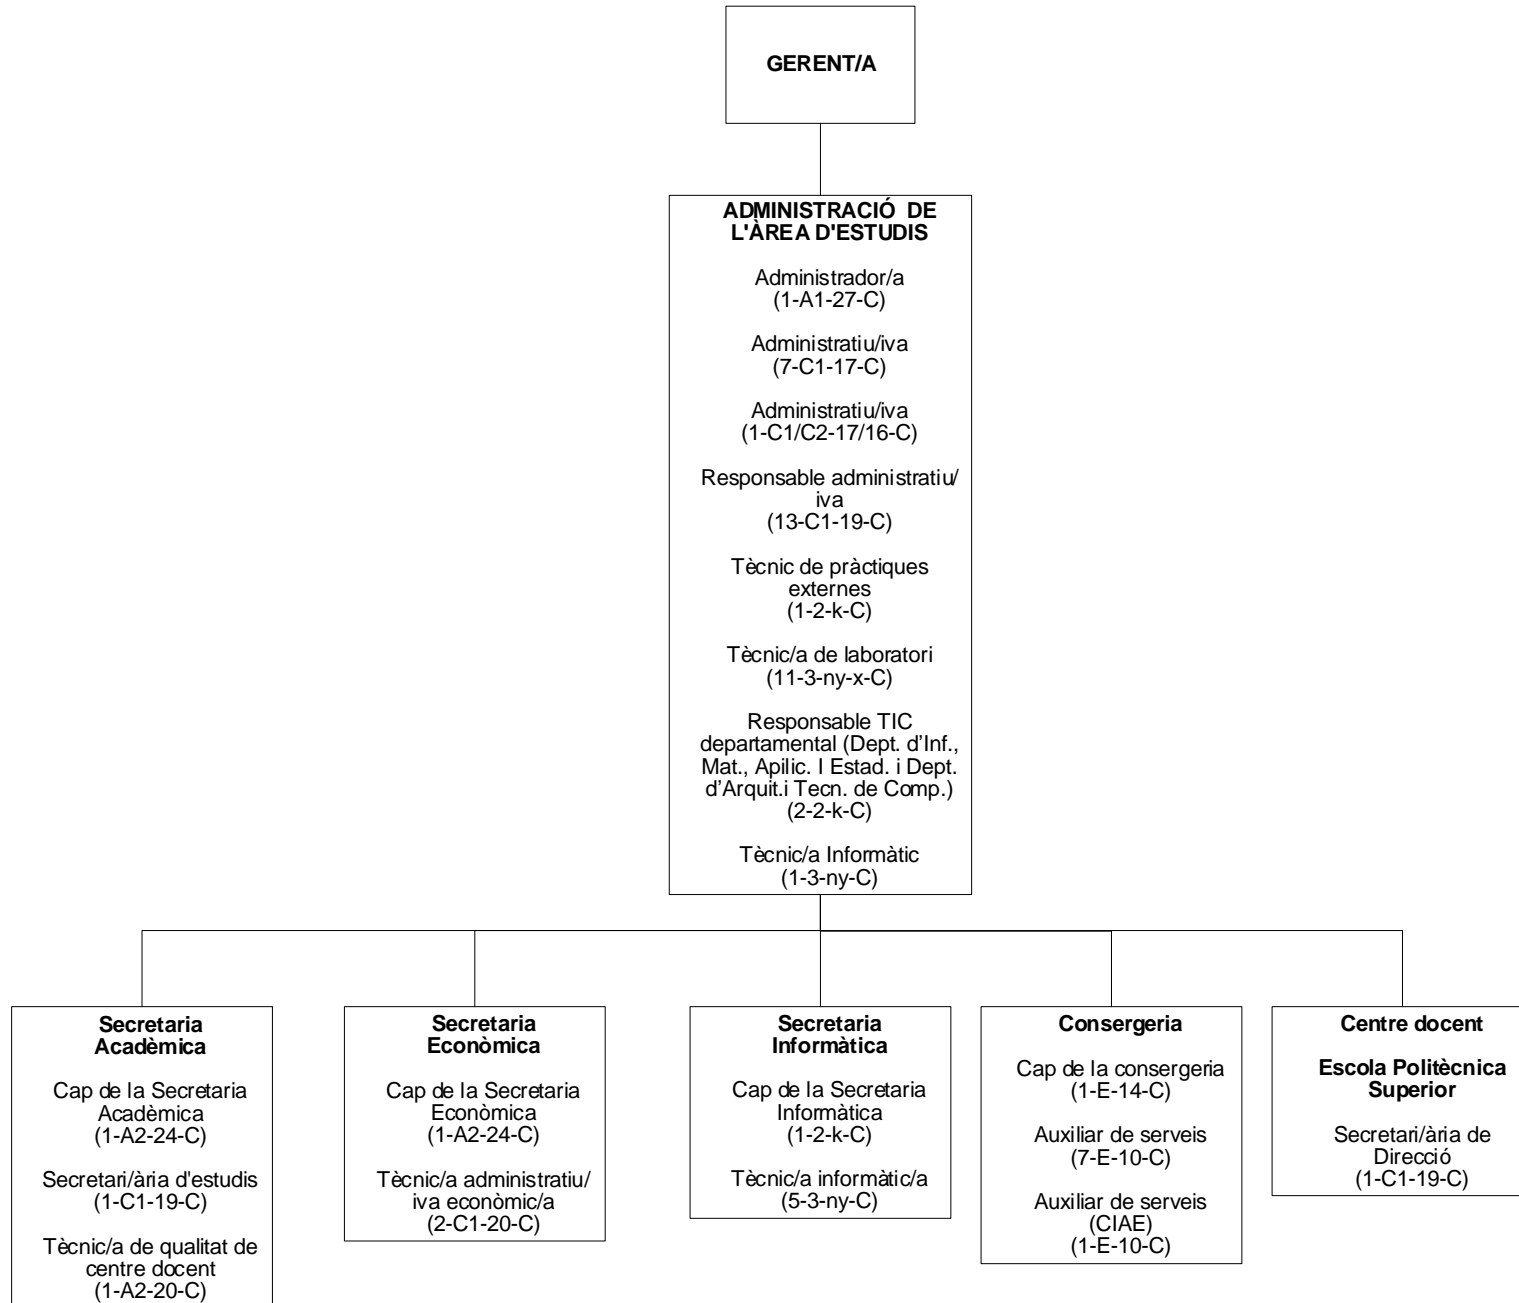 GERENT/A
ADMINISTRACIÓ DE
L'ÀREA D'ESTUDIS
Administrador/a
(1-A1-27-C)
Administratiu/iva
(7-C1-17-C)
Administratiu/iva
(1-C1/C2-17/16-C)
Responsable administratiu/
iva
(13-C1-19-C)
Tècnic de pràctiques
externes
(1-2-k-C)
Tècnic/a de laboratori
(11-3-ny-x-C)
Responsable TIC
departamental (Dept. d’Inf.,
Mat., Apilic. I Estad. i Dept.
d’Arquit.i Tecn. de Comp.)
(2-2-k-C)
Tècnic/a Informàtic
(1-3-ny-C)
Secretaria
Acadèmica
Cap de la Secretaria
Acadèmica
(1-A2-24-C)
Secretari/ària d'estudis
(1-C1-19-C)
Tècnic/a de qualitat de
centre docent
(1-A2-20-C)
Secretaria
Econòmica
Cap de la Secretaria
Econòmica
(1-A2-24-C)
Tècnic/a administratiu/
iva econòmic/a
(2-C1-20-C)
Secretaria
Informàtica
Cap de la Secretaria
Informàtica
(1-2-k-C)
Tècnic/a informàtic/a
(5-3-ny-C)
Consergeria
Cap de la consergeria
(1-E-14-C)
Auxiliar de serveis
(7-E-10-C)
Auxiliar de serveis
(CIAE)
(1-E-10-C)
Centre docent
Escola Politècnica
Superior
Secretari/ària de
Direcció
(1-C1-19-C)